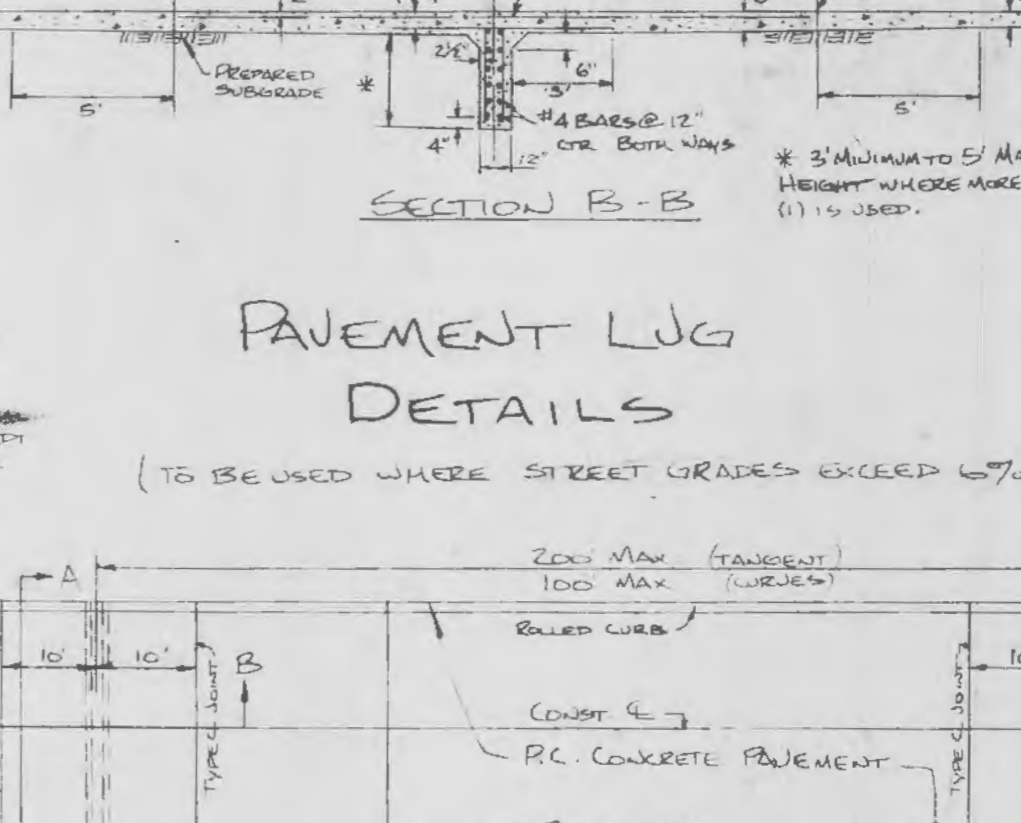 PREPARED
SUBGRADE
*
5'
2½"
6"
3'
#4 BARS @ 12"
CTR BOTH WAYS
4"
12"
5'
* 3' MINIMUM TO 5' MA
HEIGHT WHERE MORE
(1) IS USED.
SECTION B-B
PAVEMENT LUG
DETAILS
(TO BE USED WHERE STREET GRADES EXCEED 6%
200' MAX (TANGENT)
100' MAX (CURVES)
A
ROLLED CURB
10'
10'
B
TYPE C JOINT
CONST ℄
P.C. CONCRETE PAVEMENT
TYPE C JOINT
10